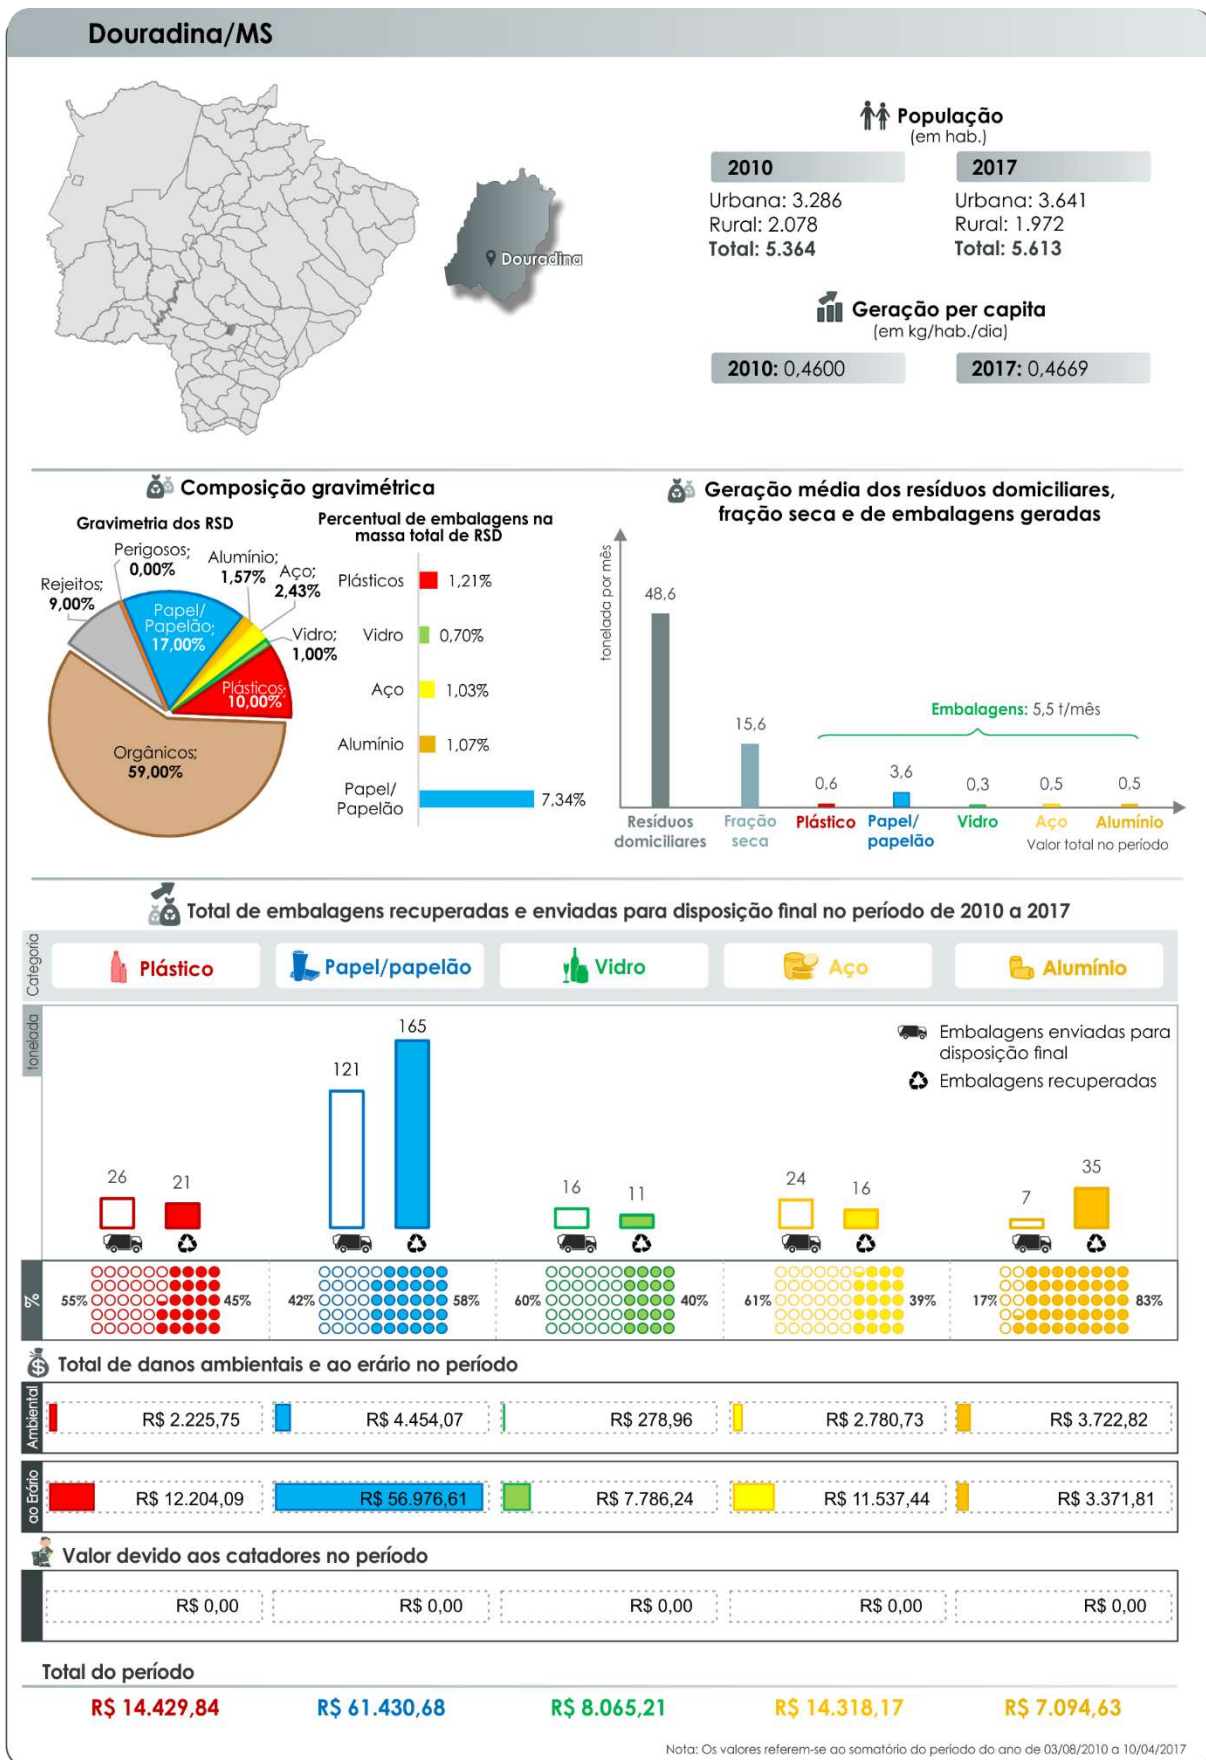 Douradina/MS
Douradina
População
(em hab.)
2010
2017
Urbana: 3.286
Rural: 2.078
Total: 5.364
Urbana: 3.641
Rural: 1.972
Total: 5.613
Geração per capita
(em kg/hab./dia)
2010: 0,4600
2017: 0,4669
Composição gravimétrica
Gravimetria dos RSD
Perigosos;
0,00%
Alumínio;
1,57%
Aço;
2,43%
Rejeitos;
9,00%
Papel/
Papelão;
17,00%
Vidro;
1,00%
Plásticos;
10,00%
Orgânicos;
59,00%
Percentual de embalagens na
massa total de RSD
Plásticos
1,21%
Vidro
0,70%
Aço
1,03%
Alumínio
1,07%
Papel/
Papelão
7,34%
Geração média dos resíduos domiciliares,
fração seca e de embalagens geradas
tonelada por mês
48,6
15,6
Embalagens: 5,5 t/mês
0,6
3,6
0,3
0,5
0,5
Resíduos
domiciliares
Fração
seca
Plástico
Papel/
papelão
Vidro
Aço
Alumínio
Valor total no período
Total de embalagens recuperadas e enviadas para disposição final no período de 2010 a 2017
Categoria
Plástico
Papel/papelão
Vidro
Aço
Alumínio
tonelada
Embalagens enviadas para
disposição final
Embalagens recuperadas
26
21
121
165
16
11
24
16
7
35
%
55%
45%
42%
58%
60%
40%
61%
39%
17%
83%
Total de danos ambientais e ao erário no período
Ambiental
R$ 2.225,75
R$ 4.454,07
R$ 278,96
R$ 2.780,73
R$ 3.722,82
ao Erário
R$ 12.204,09
R$ 56.976,61
R$ 7.786,24
R$ 11.537,44
R$ 3.371,81
Valor devido aos catadores no período
R$ 0,00
R$ 0,00
R$ 0,00
R$ 0,00
R$ 0,00
Total do período
R$ 14.429,84
R$ 61.430,68
R$ 8.065,21
R$ 14.318,17
R$ 7.094,63
Nota: Os valores referem-se ao somatório do período do ano de 03/08/2010 a 10/04/2017